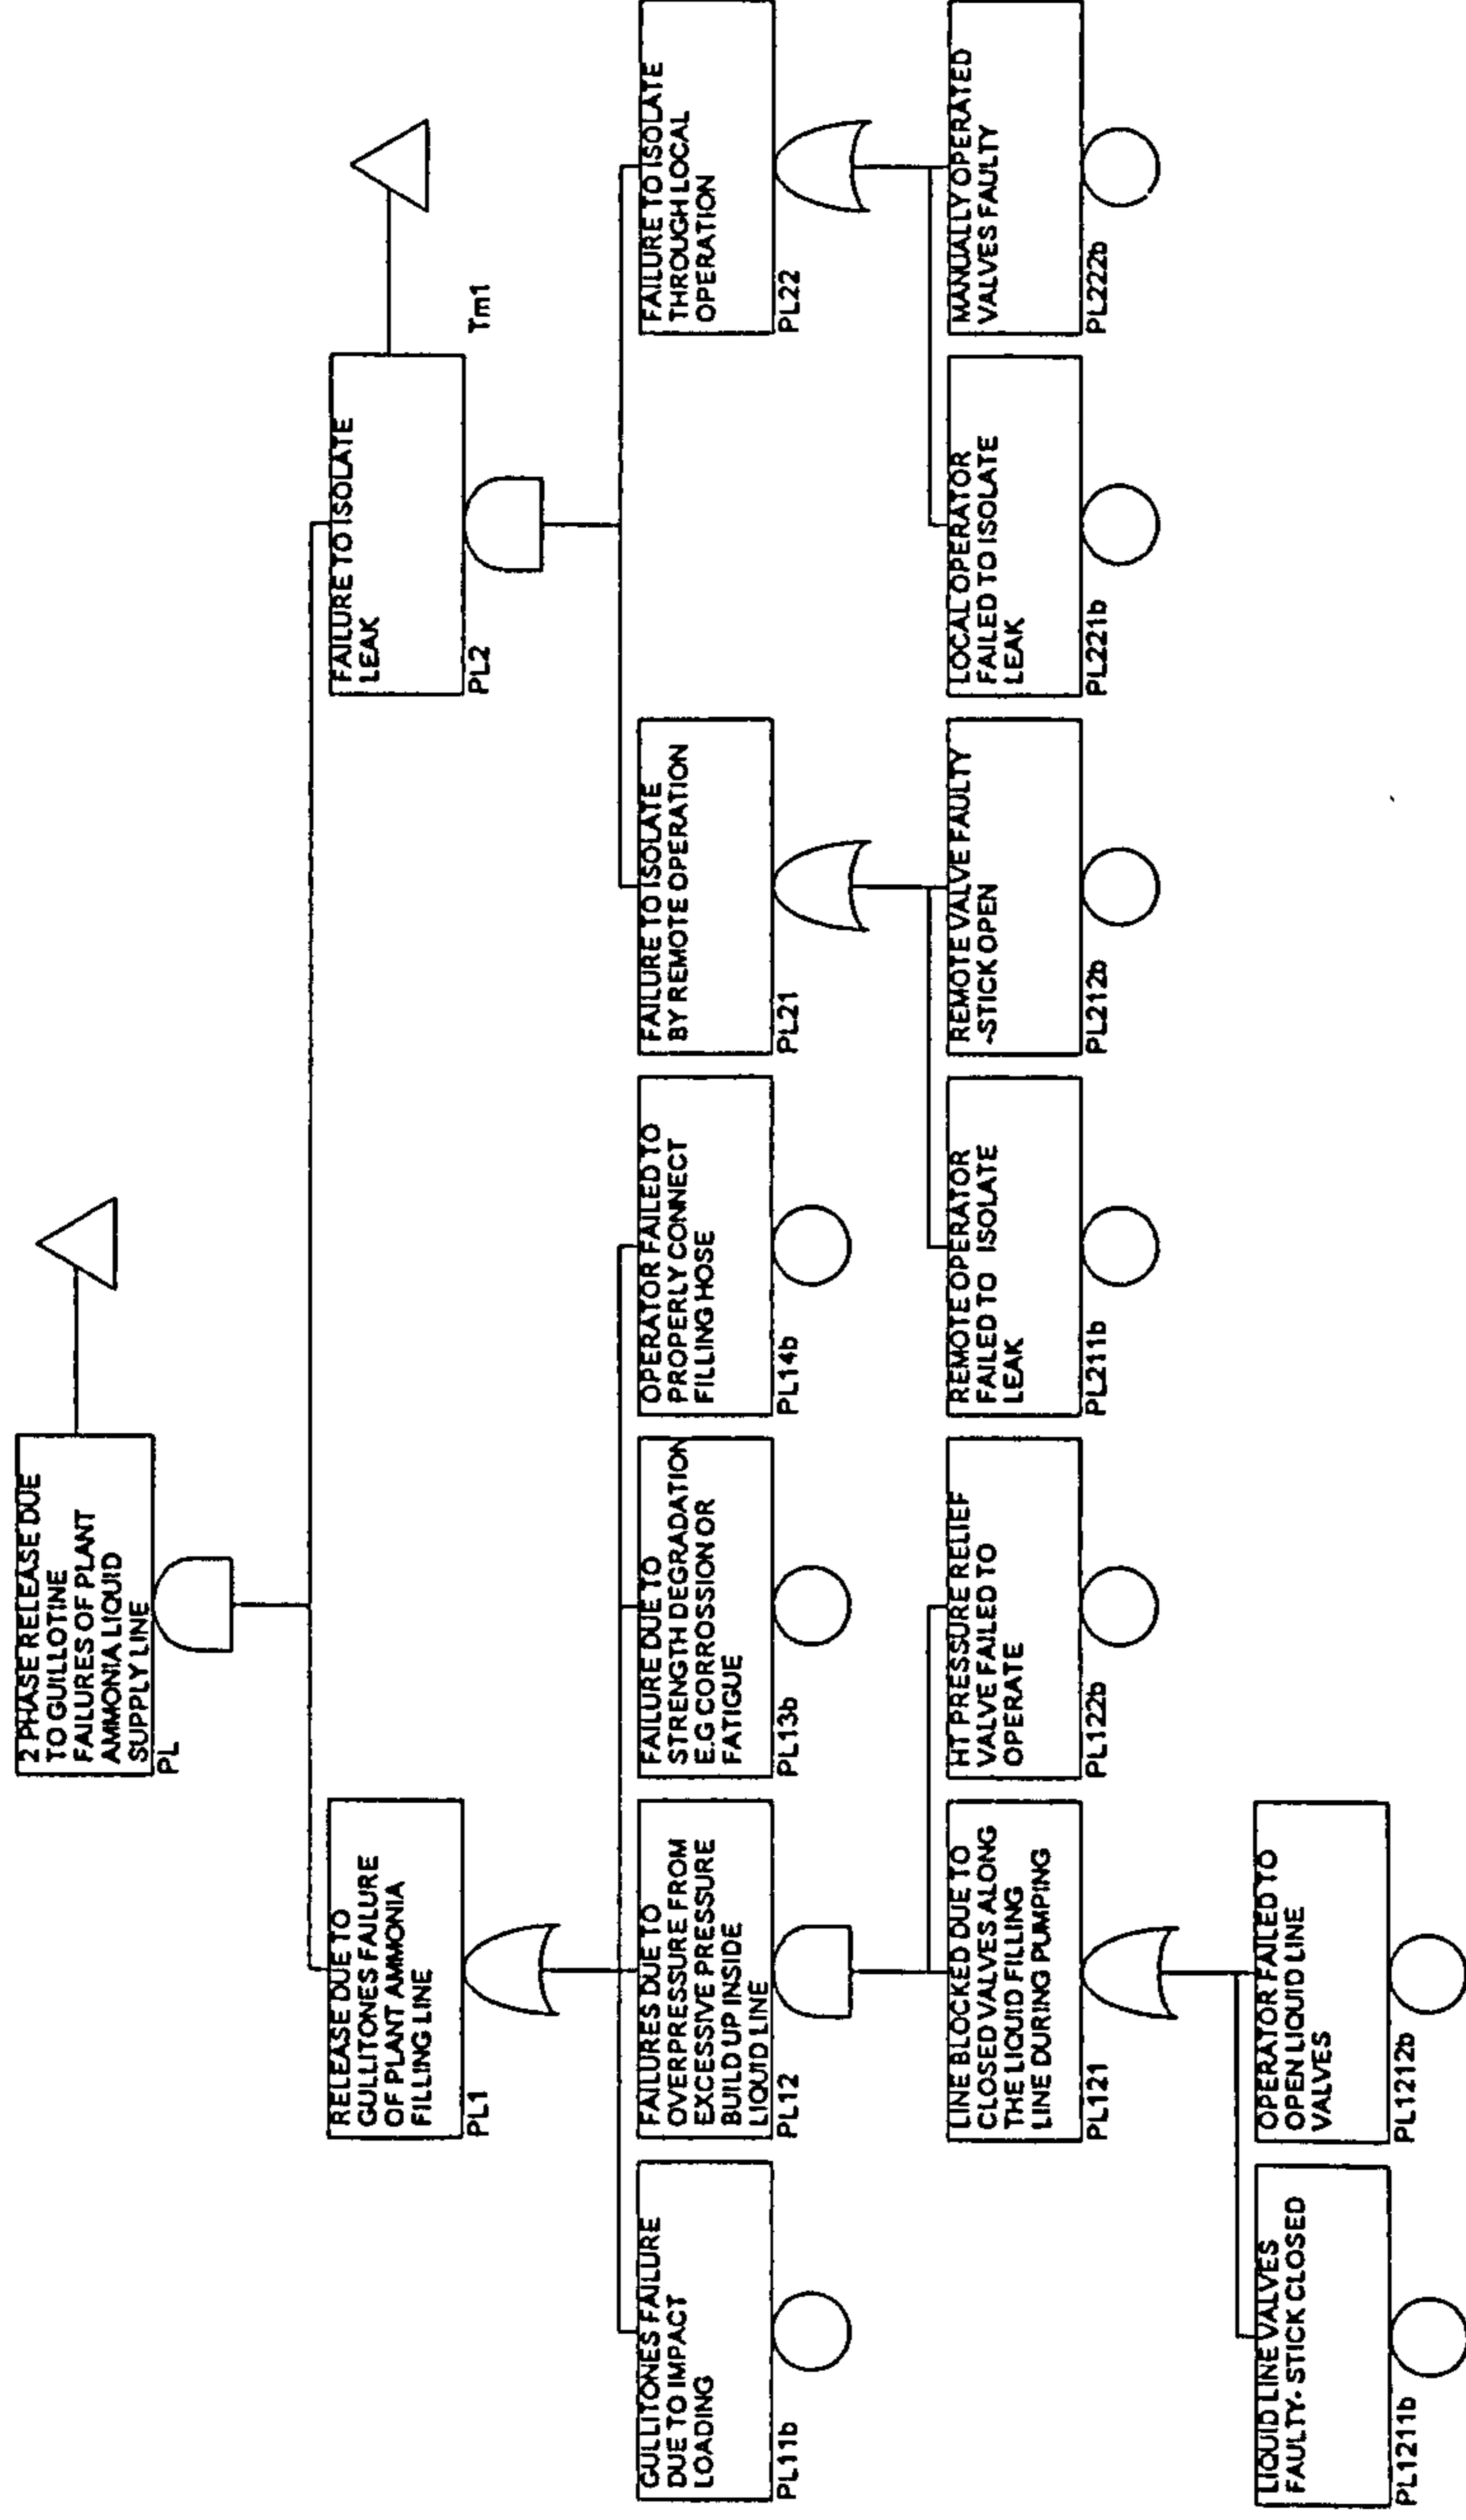 2 PHASE RELEASE DUE
TO GUILLOTINE
FAILURES OF PLANT
AMMONIA LIQUID
SUPPLY LINE
PL
RELEASE DUE TO
GULLITONES FAILURE
OF PLANT AMMONIA
FILLING LINE
PL1
FAILURE TO ISOLATE
LEAK
PL2
Tm1
GULLITONES FAILURE
DUE TO IMPACT
LOADING
PL11b
FAILURES DUE TO
OVERPRESSURE FROM
EXCESSIVE PRESSURE
BUILD UP INSIDE
LIQUID LINE
PL12
FAILURE DUE TO
STRENGTH DEGRADATION
E.G CORROSSION OR
FATIGUE
PL13b
OPERATOR FAILED TO
PROPERLY CONNECT
FILLING HOSE
PL14b
FAILURE TO ISOLATE
BY REMOTE OPERATION
PL21
FAILURE TO ISOLATE
THROUGH LOCAL
OPERATION
PL22
LINE BLOCKED DUE TO
CLOSED VALVES ALONG
THE LIQUID FILLING
LINE DURING PUMPING
PL121
HT PRESSURE RELIEF
VALVE FAILED TO
OPERATE
PL122b
REMOTE OPERATOR
FAILED TO ISOLATE
LEAK
PL211b
REMOTE VALVE FAULTY
-STICK OPEN
PL212b
LOCAL OPERATOR
FAILED TO ISOLATE
LEAK
PL221b
MANUALLY OPERATED
VALVES FAULTY
PL222b
LIQUID LINE VALVES
FAULTY- STICK CLOSED
PL1211b
OPERATOR FAILED TO
OPEN LIQUID LINE
VALVES
PL1212b